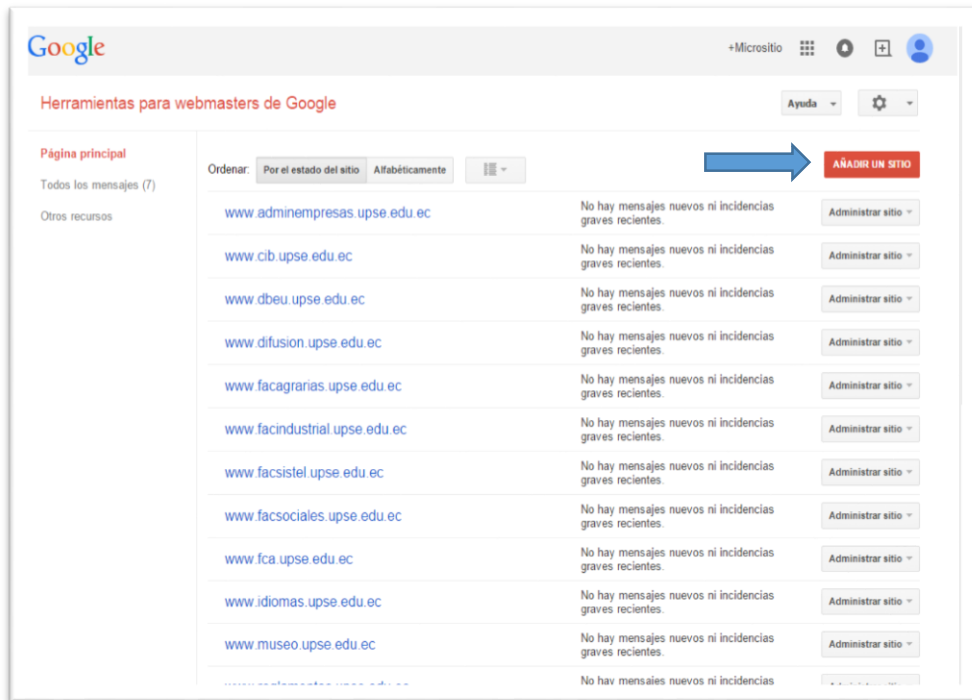 Google
+Micrositio
Herramientas para webmasters de Google
Ayuda
Página principal
Todos los mensajes (7)
Otros recursos
Ordenar: Por el estado del sitio Alfabéticamente
AÑADIR UN SITIO
www.adminempresas.upse.edu.ec
No hay mensajes nuevos ni incidencias
graves recientes.
Administrar sitio
www.cib.upse.edu.ec
No hay mensajes nuevos ni incidencias
graves recientes.
Administrar sitio
www.dbeu.upse.edu.ec
No hay mensajes nuevos ni incidencias
graves recientes.
Administrar sitio
www.difusion.upse.edu.ec
No hay mensajes nuevos ni incidencias
graves recientes.
Administrar sitio
www.facagrarias.upse.edu.ec
No hay mensajes nuevos ni incidencias
graves recientes.
Administrar sitio
www.facindustrial.upse.edu.ec
No hay mensajes nuevos ni incidencias
graves recientes.
Administrar sitio
www.facsistel.upse.edu.ec
No hay mensajes nuevos ni incidencias
graves recientes.
Administrar sitio
www.facsociales.upse.edu.ec
No hay mensajes nuevos ni incidencias
graves recientes.
Administrar sitio
www.fca.upse.edu.ec
No hay mensajes nuevos ni incidencias
graves recientes.
Administrar sitio
www.idiomas.upse.edu.ec
No hay mensajes nuevos ni incidencias
graves recientes.
Administrar sitio
www.museo.upse.edu.ec
No hay mensajes nuevos ni incidencias
graves recientes.
Administrar sitio
No hay mensajes nuevos ni incidencias